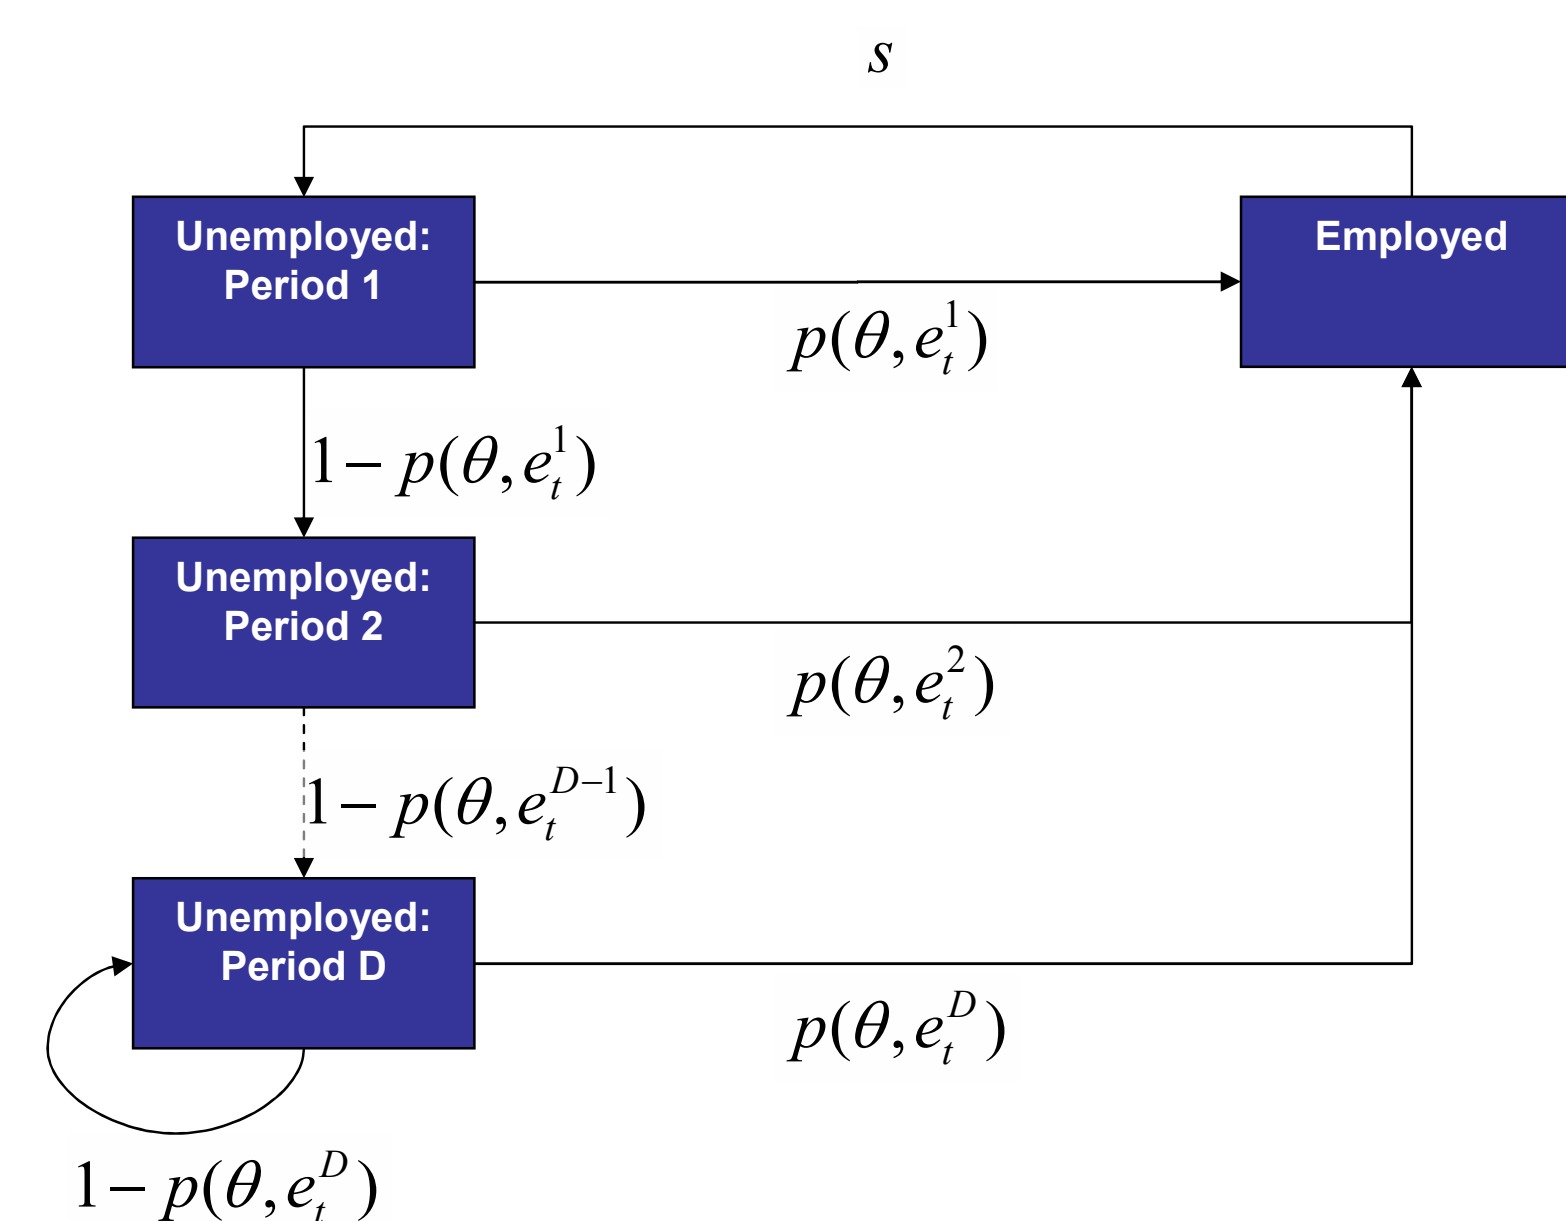 s
Unemployed:
Period 1
Employed
p(θ, e_t^1)
1 − p(θ, e_t^1)
Unemployed:
Period 2
p(θ, e_t^2)
1 − p(θ, e_t^{D−1})
Unemployed:
Period D
p(θ, e_t^D)
1 − p(θ, e_t^D)